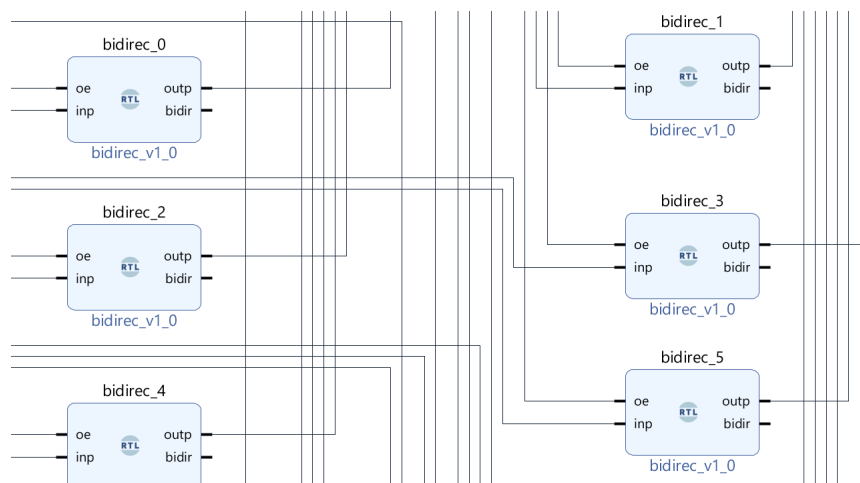 bidirec_0
oe outp
RTL
inp bidir
bidirec_v1_0
bidirec_1
oe outp
RTL
inp bidir
bidirec_v1_0
bidirec_2
oe outp
RTL
inp bidir
bidirec_v1_0
bidirec_3
oe outp
RTL
inp bidir
bidirec_v1_0
bidirec_4
oe outp
RTL
inp bidir
bidirec_5
oe outp
RTL
inp bidir
bidirec_v1_0